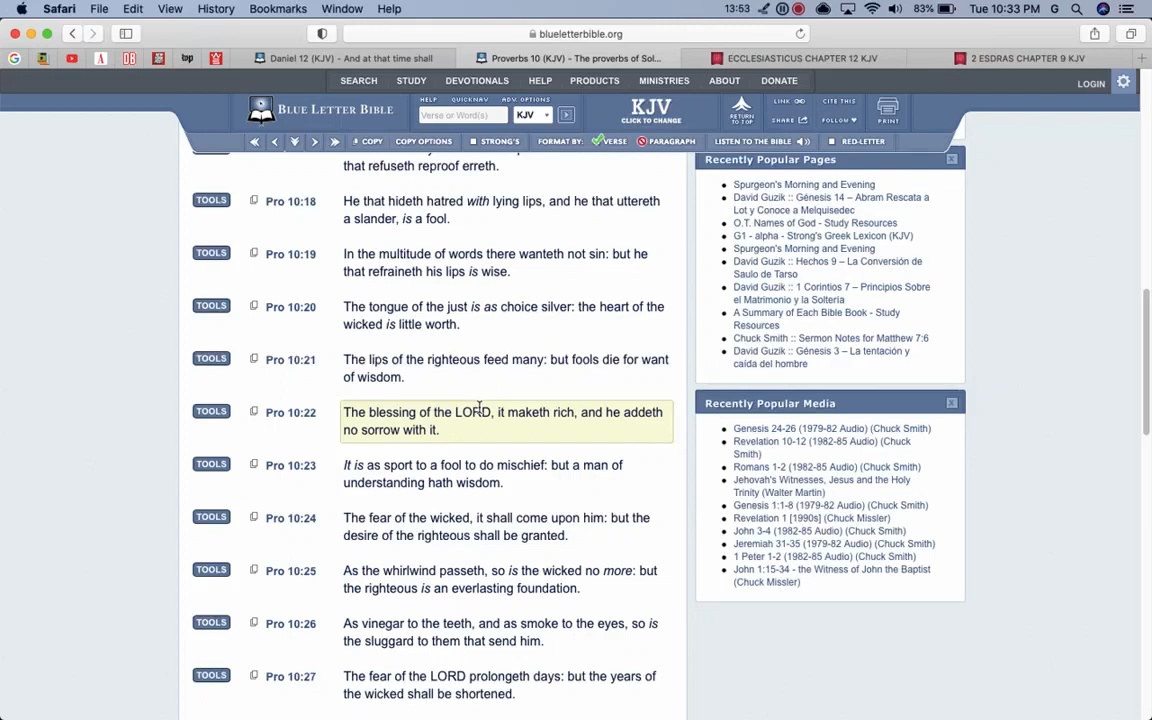 Safari File Edit View History Bookmarks Window Help 13:53 83% Tue 10:33 PM G
blueletterbible.org
Daniel 12 (KJV) - And at that time shall
Proverbs 10 (KJV) - The proverbs of Sol...
ECCLESIASTICUS CHAPTER 12 KJV
2 ESDRAS CHAPTER 9 KJV
SEARCH STUDY DEVOTIONALS HELP PRODUCTS MINISTRIES ABOUT DONATE LOGIN
BLUE LETTER BIBLE
HELP QUICKNAV ADV. OPTIONS
Verse or Word(s) KJV
KJV
CLICK TO CHANGE
RETURN
TO TOP
LINK
SHARE
CITE THIS
FOLLOW
PRINT
COPY COPY OPTIONS STRONG'S FORMAT BY: VERSE PARAGRAPH LISTEN TO THE BIBLE RED-LETTER
that refuseth reproof erreth.
TOOLS Pro 10:18 He that hideth hatred with lying lips, and he that uttereth
a slander, is a fool.
TOOLS Pro 10:19 In the multitude of words there wanteth not sin: but he
that refraineth his lips is wise.
TOOLS Pro 10:20 The tongue of the just is as choice silver: the heart of the
wicked is little worth.
TOOLS Pro 10:21 The lips of the righteous feed many: but fools die for want
of wisdom.
TOOLS Pro 10:22 The blessing of the LORD, it maketh rich, and he addeth
no sorrow with it.
TOOLS Pro 10:23 It is as sport to a fool to do mischief: but a man of
understanding hath wisdom.
TOOLS Pro 10:24 The fear of the wicked, it shall come upon him: but the
desire of the righteous shall be granted.
TOOLS Pro 10:25 As the whirlwind passeth, so is the wicked no more: but
the righteous is an everlasting foundation.
TOOLS Pro 10:26 As vinegar to the teeth, and as smoke to the eyes, so is
the sluggard to them that send him.
TOOLS Pro 10:27 The fear of the LORD prolongeth days: but the years of
the wicked shall be shortened.
Recently Popular Pages
Spurgeon's Morning and Evening
David Guzik :: Génesis 14 – Abram Rescata a
Lot y Conoce a Melquisedec
O.T. Names of God - Study Resources
G1 - alpha - Strong's Greek Lexicon (KJV)
Spurgeon's Morning and Evening
David Guzik :: Hechos 9 – La Conversión de
Saulo de Tarso
David Guzik :: 1 Corintios 7 – Principios Sobre
el Matrimonio y la Soltería
A Summary of Each Bible Book - Study
Resources
Chuck Smith :: Sermon Notes for Matthew 7:6
David Guzik :: Génesis 3 – La tentación y
caída del hombre
Recently Popular Media
Genesis 24-26 (1979-82 Audio) (Chuck Smith)
Revelation 10-12 (1982-85 Audio) (Chuck
Smith)
Romans 1-2 (1982-85 Audio) (Chuck Smith)
Jehovah's Witnesses, Jesus and the Holy
Trinity (Walter Martin)
Genesis 1:1-8 (1979-82 Audio) (Chuck Smith)
Revelation 1 [1990s] (Chuck Missler)
John 3-4 (1982-85 Audio) (Chuck Smith)
Jeremiah 31-35 (1979-82 Audio) (Chuck Smith)
1 Peter 1-2 (1982-85 Audio) (Chuck Smith)
John 1:15-34 - the Witness of John the Baptist
(Chuck Missler)